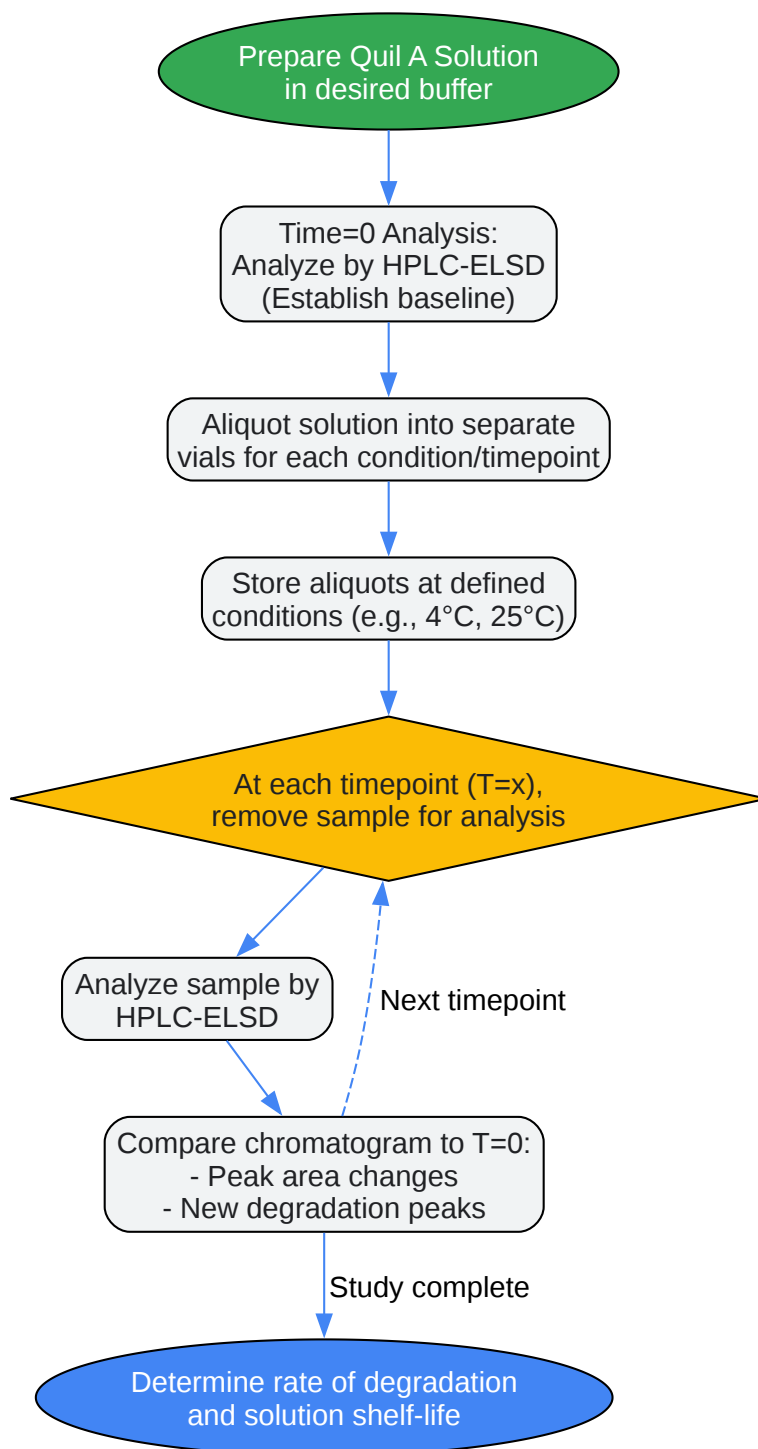 Prepare Quil A Solution
in desired buffer
Time=0 Analysis:
Analyze by HPLC-ELSD
(Establish baseline)
Aliquot solution into separate
vials for each condition/timepoint
Store aliquots at defined
conditions (e.g., 4°C, 25°C)
At each timepoint (T=x),
remove sample for analysis
Analyze sample by
HPLC-ELSD
Next timepoint
Compare chromatogram to T=0:
- Peak area changes
- New degradation peaks
Study complete
Determine rate of degradation
and solution shelf-life